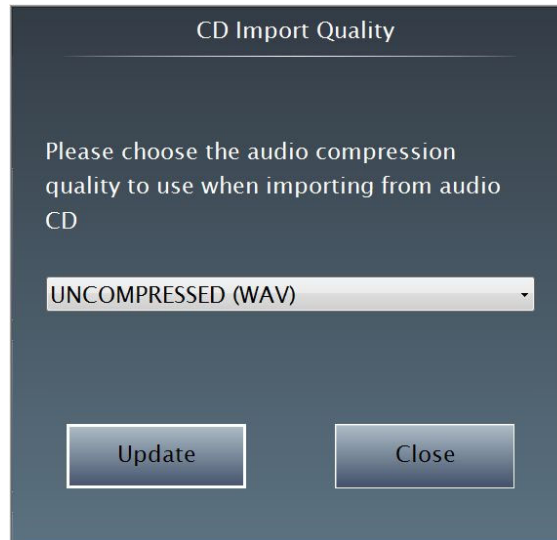 CD Import Quality
Please choose the audio compression
quality to use when importing from audio
CD
UNCOMPRESSED (WAV)
Update
Close